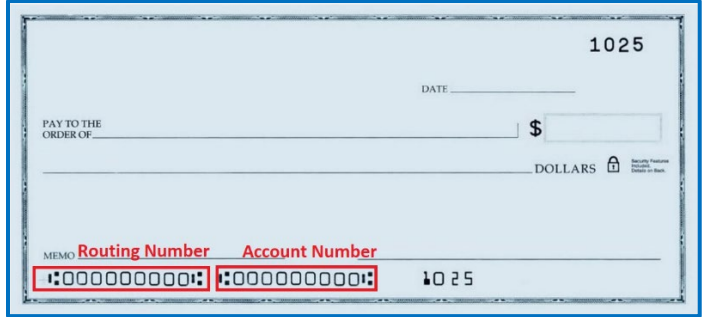 1025
DATE
PAY TO THE
ORDER OF
$
DOLLARS
Security Features
Included.
Details on Back.
MEMO Routing Number Account Number
⑆000000000⑆ ⑆000000000⑆ 1025